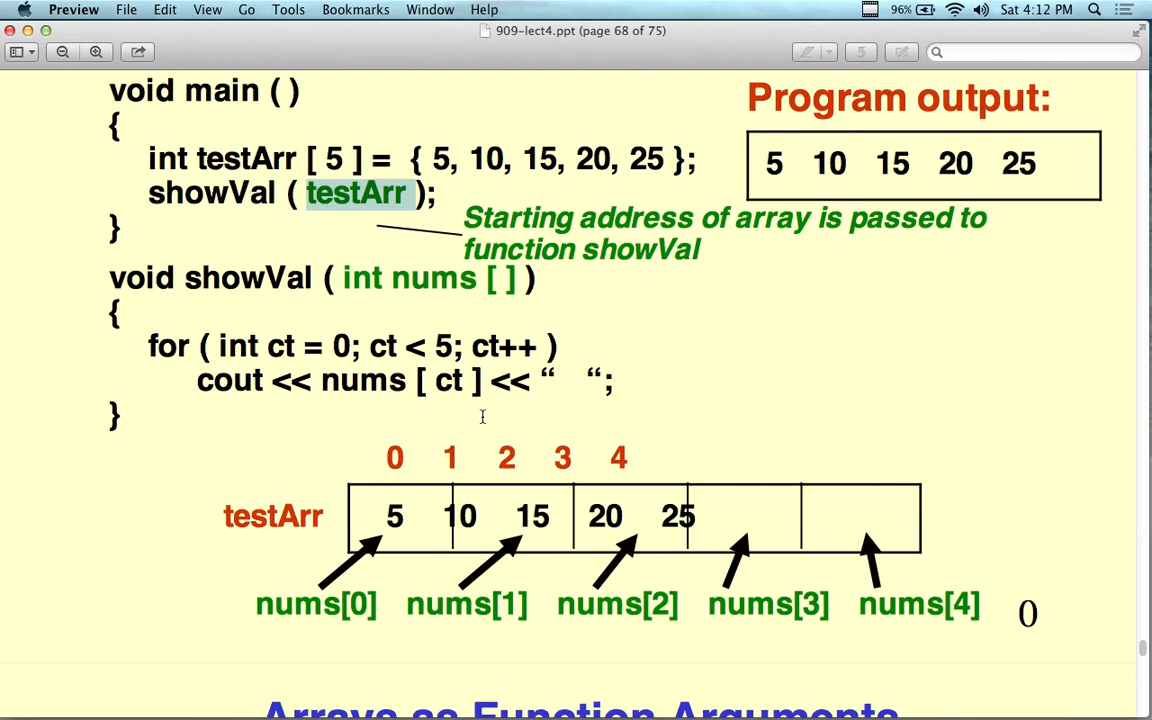 Preview File Edit View Go Tools Bookmarks Window Help 96% Sat 4:12 PM
909-lect4.ppt (page 68 of 75)
5
void main ( )
{
int testArr [ 5 ] = { 5, 10, 15, 20, 25 };
showVal ( testArr );
}
Program output:
5 10 15 20 25
Starting address of array is passed to
function showVal
void showVal ( int nums [ ] )
{
for ( int ct = 0; ct < 5; ct++ )
cout << nums [ ct ] << “ “;
}
0 1 2 3 4
testArr 5 10 15 20 25
nums[0] nums[1] nums[2] nums[3] nums[4] 0
Arrays as Function Arguments